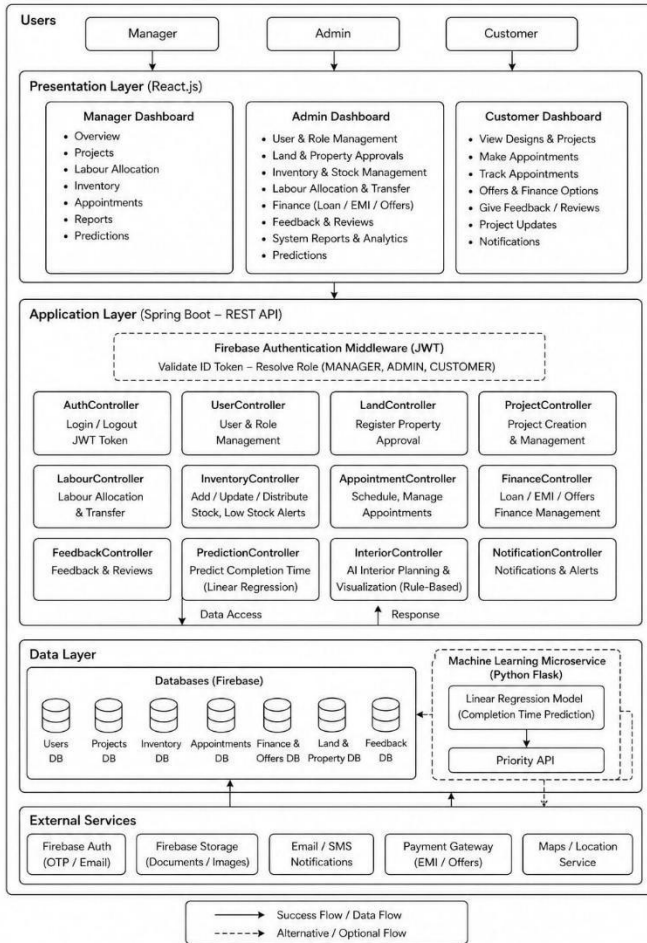 Users
Manager
Admin
Customer
Presentation Layer (React.js)
Manager Dashboard
• Overview
• Projects
• Labour Allocation
• Inventory
• Appointments
• Reports
• Predictions
Admin Dashboard
• User & Role Management
• Land & Property Approvals
• Inventory & Stock Management
• Labour Allocation & Transfer
• Finance (Loan / EMI / Offers)
• Feedback & Reviews
• System Reports & Analytics
• Predictions
Customer Dashboard
• View Designs & Projects
• Make Appointments
• Track Appointments
• Offers & Finance Options
• Give Feedback / Reviews
• Project Updates
• Notifications
Application Layer (Spring Boot – REST API)
Firebase Authentication Middleware (JWT)
Validate ID Token – Resolve Role (MANAGER, ADMIN, CUSTOMER)
AuthController
Login / Logout
JWT Token
UserController
User & Role
Management
LandController
Register Property
Approval
ProjectController
Project Creation
& Management
LabourController
Labour Allocation
& Transfer
InventoryController
Add / Update / Distribute
Stock, Low Stock Alerts
AppointmentController
Schedule, Manage
Appointments
FinanceController
Loan / EMI / Offers
Finance Management
FeedbackController
Feedback & Reviews
PredictionController
Predict Completion Time
(Linear Regression)
InteriorController
AI Interior Planning &
Visualization (Rule-Based)
NotificationController
Notifications & Alerts
Data Access
Response
Data Layer
Databases (Firebase)
Users
DB
Projects
DB
Inventory
DB
Appointments
DB
Finance &
Offers DB
Land &
Property DB
Feedback
DB
Machine Learning Microservice
(Python Flask)
Linear Regression Model
(Completion Time Prediction)
Priority API
External Services
Firebase Auth
(OTP / Email)
Firebase Storage
(Documents / Images)
Email / SMS
Notifications
Payment Gateway
(EMI / Offers)
Maps / Location
Service
Success Flow / Data Flow
Alternative / Optional Flow